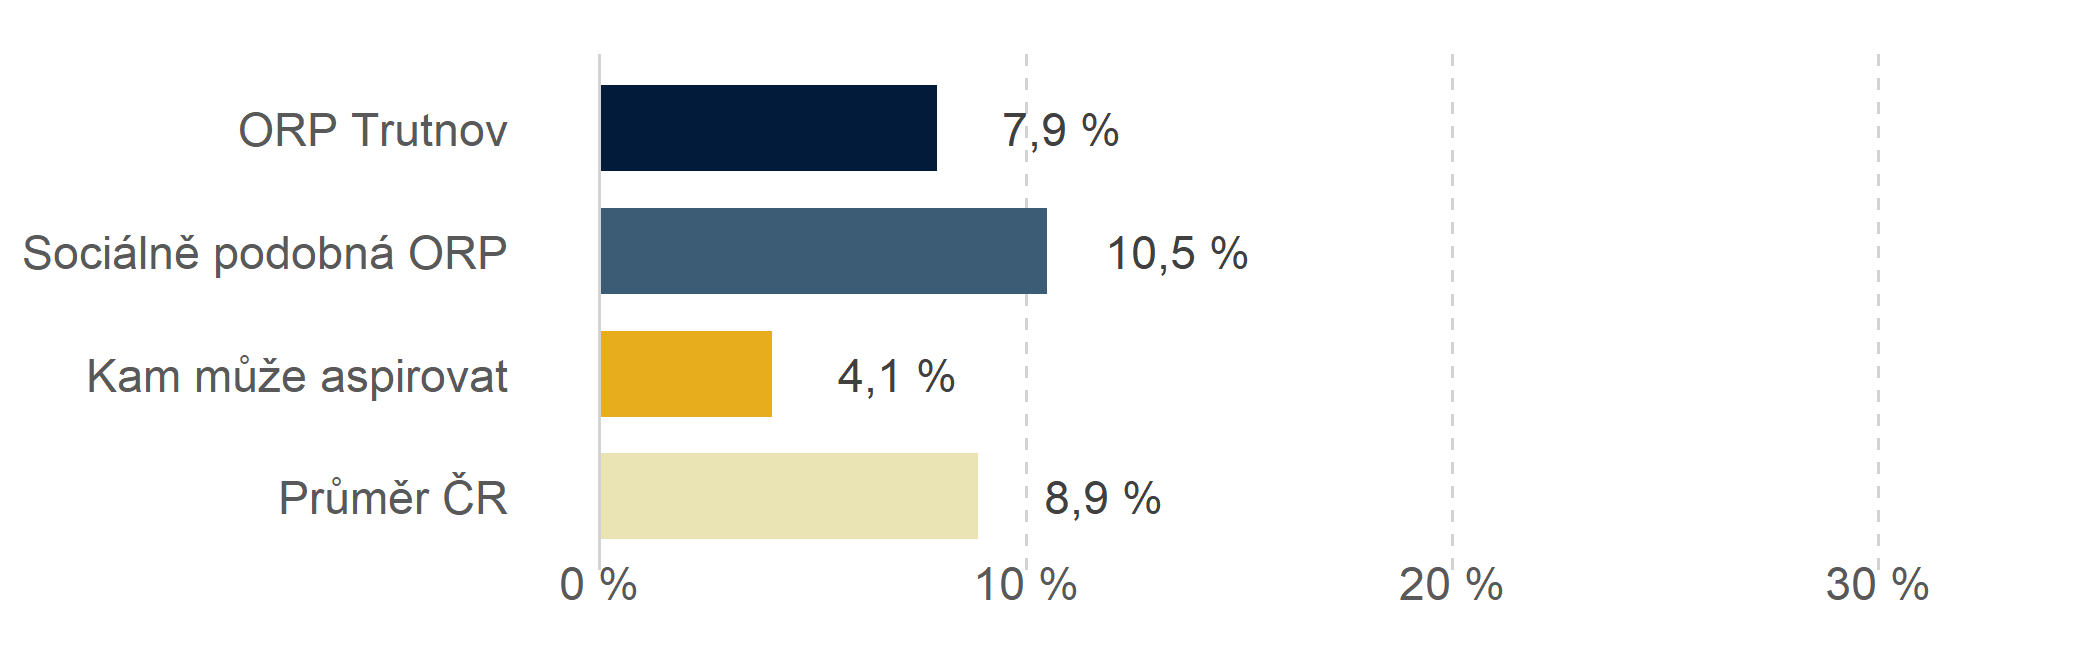 ORP Trutnov 7,9 %
Sociálně podobná ORP 10,5 %
Kam může aspirovat 4,1 %
Průměr ČR 8,9 %
0 % 10 % 20 % 30 %